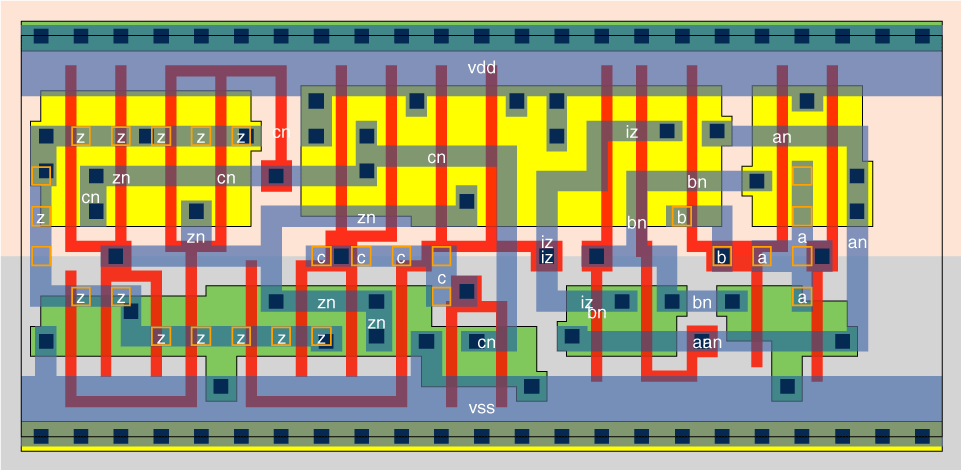 vdd
z z z z z cn cn iz an
zn cn bn
cn
z zn zn bn b a
iz an
c c c iz b a
c
z z zn iz bn a
zn bn
z z z z z cn aan
vss